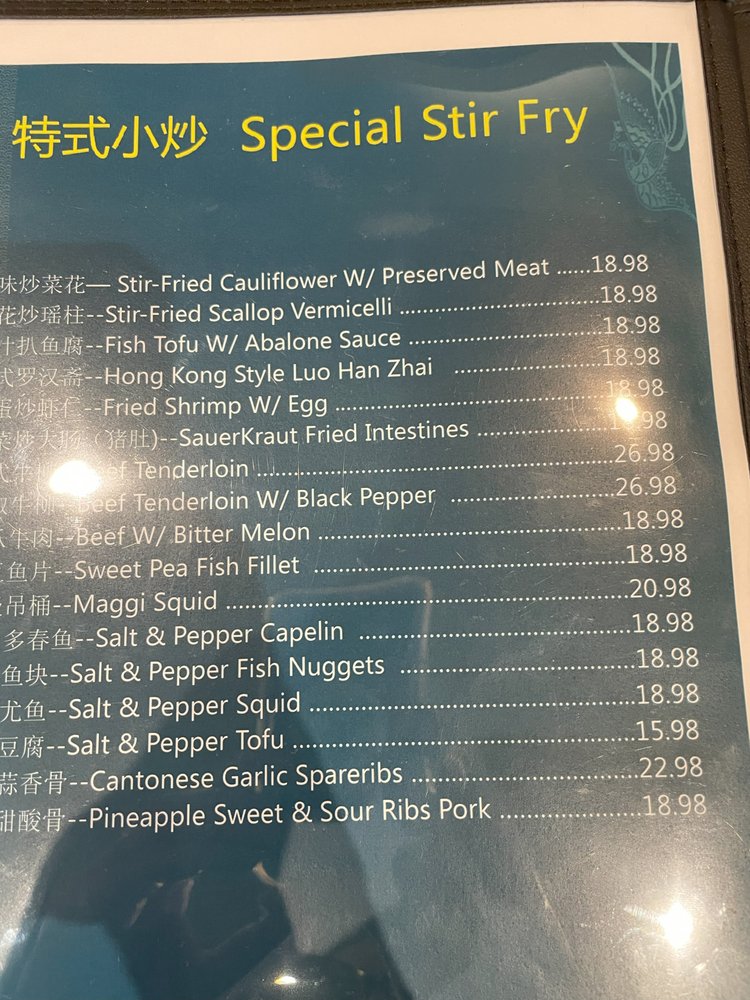 特式小炒 Special Stir Fry
味炒菜花— Stir-Fried Cauliflower W/ Preserved Meat ......18.98
花炒瑶柱--Stir-Fried Scallop Vermicelli ..............................18.98
扒鱼腐--Fish Tofu W/ Abalone Sauce ..............................18.98
式罗汉斋--Hong Kong Style Luo Han Zhai ...........................18.98
蛋炒虾仁--Fried Shrimp W/ Egg ..........................................18.98
菜炒大肠（猪肚)--SauerKraut Fried Intestines ......................98
Tenderloin ......................................................26.98
Beef Tenderloin W/ Black Pepper .........................26.98
牛肉--Beef W/ Bitter Melon .............................................18.98
鱼片--Sweet Pea Fish Fillet .............................................18.98
吊桶--Maggi Squid ..........................................................20.98
多春鱼--Salt & Pepper Capelin .......................................18.98
鱼块--Salt & Pepper Fish Nuggets ..................................18.98
尤鱼--Salt & Pepper Squid ..............................................18.98
豆腐--Salt & Pepper Tofu .................................................15.98
蒜香骨--Cantonese Garlic Spareribs ................................22.98
甜酸骨--Pineapple Sweet & Sour Ribs Pork ....................18.98